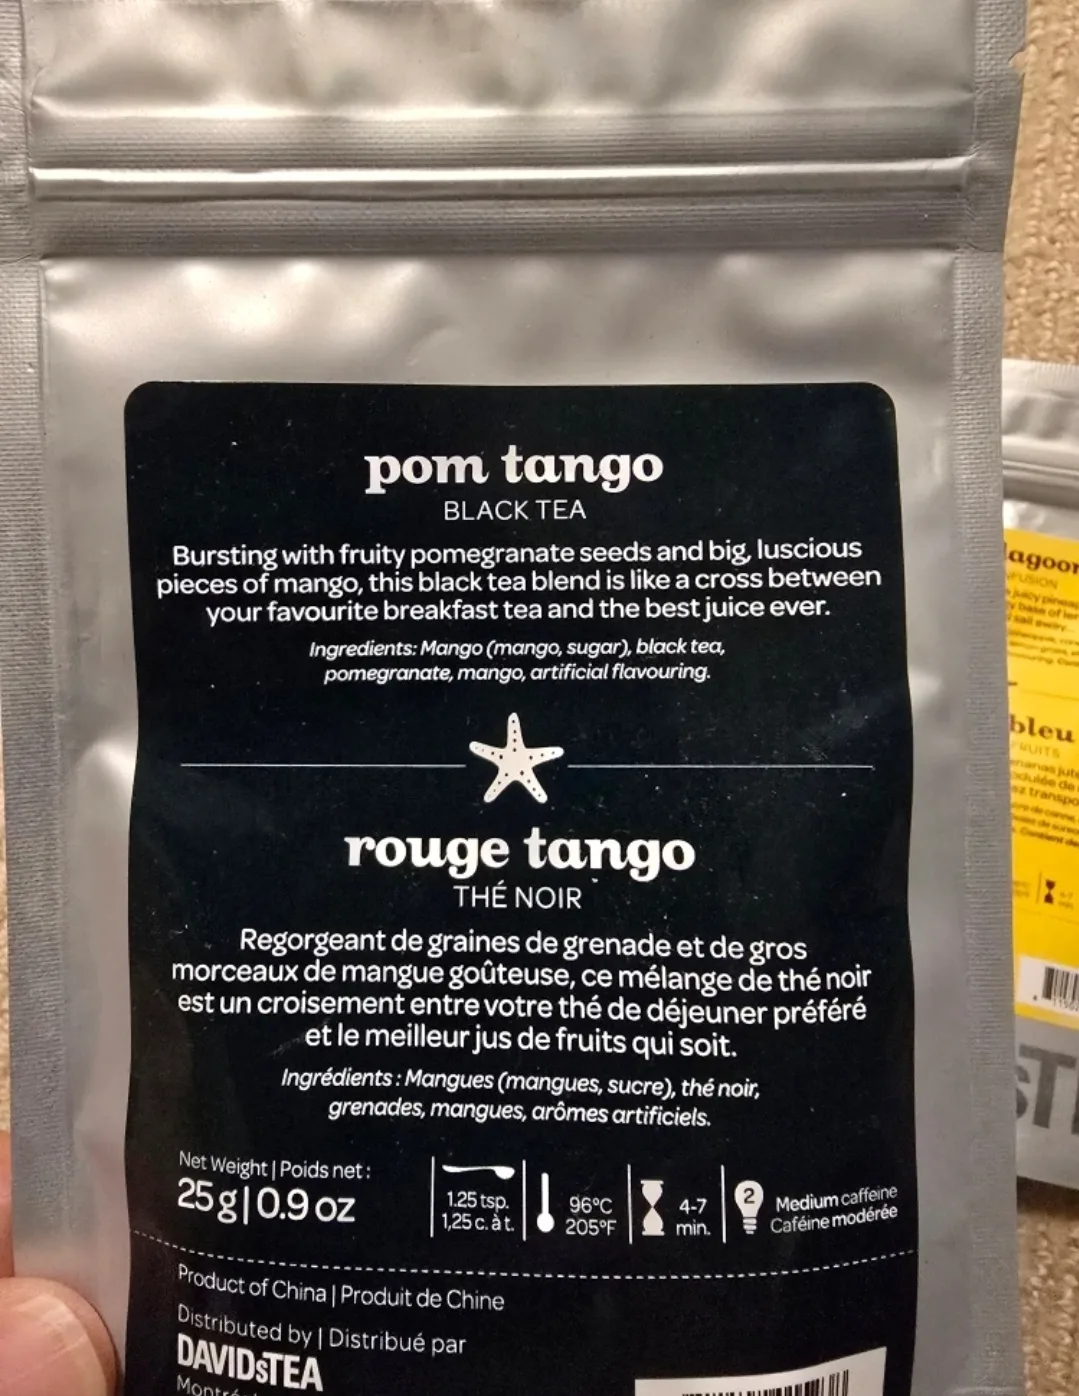 pom tango
BLACK TEA
Bursting with fruity pomegranate seeds and big, luscious
pieces of mango, this black tea blend is like a cross between
your favourite breakfast tea and the best juice ever.
Ingredients: Mango (mango, sugar), black tea,
pomegranate, mango, artificial flavouring.
rouge tango
THÉ NOIR
Regorgeant de graines de grenade et de gros
morceaux de mangue goûteuse, ce mélange de thé noir
est un croisement entre votre thé de déjeuner préféré
et le meilleur jus de fruits qui soit.
Ingrédients : Mangues (mangues, sucre), thé noir,
grenades, mangues, arômes artificiels.
Net Weight | Poids net :
25 g | 0.9 oz
1.25 tsp.
1,25 c. à t.
96°C
205°F
4-7
min.
2
Medium caffeine
Caféine modérée
Product of China | Produit de Chine
Distributed by | Distribué par
DAVIDsTEA
bleu